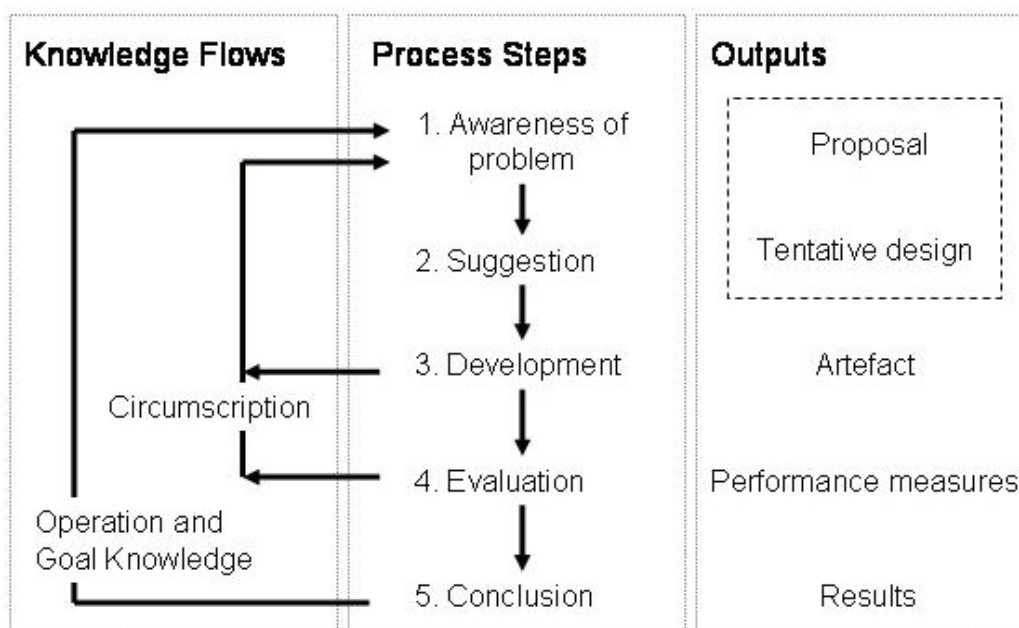 Knowledge Flows
Process Steps
Outputs
1. Awareness of
problem
Proposal
2. Suggestion
Tentative design
3. Development
Artefact
Circumscription
4. Evaluation
Performance measures
Operation and
Goal Knowledge
5. Conclusion
Results